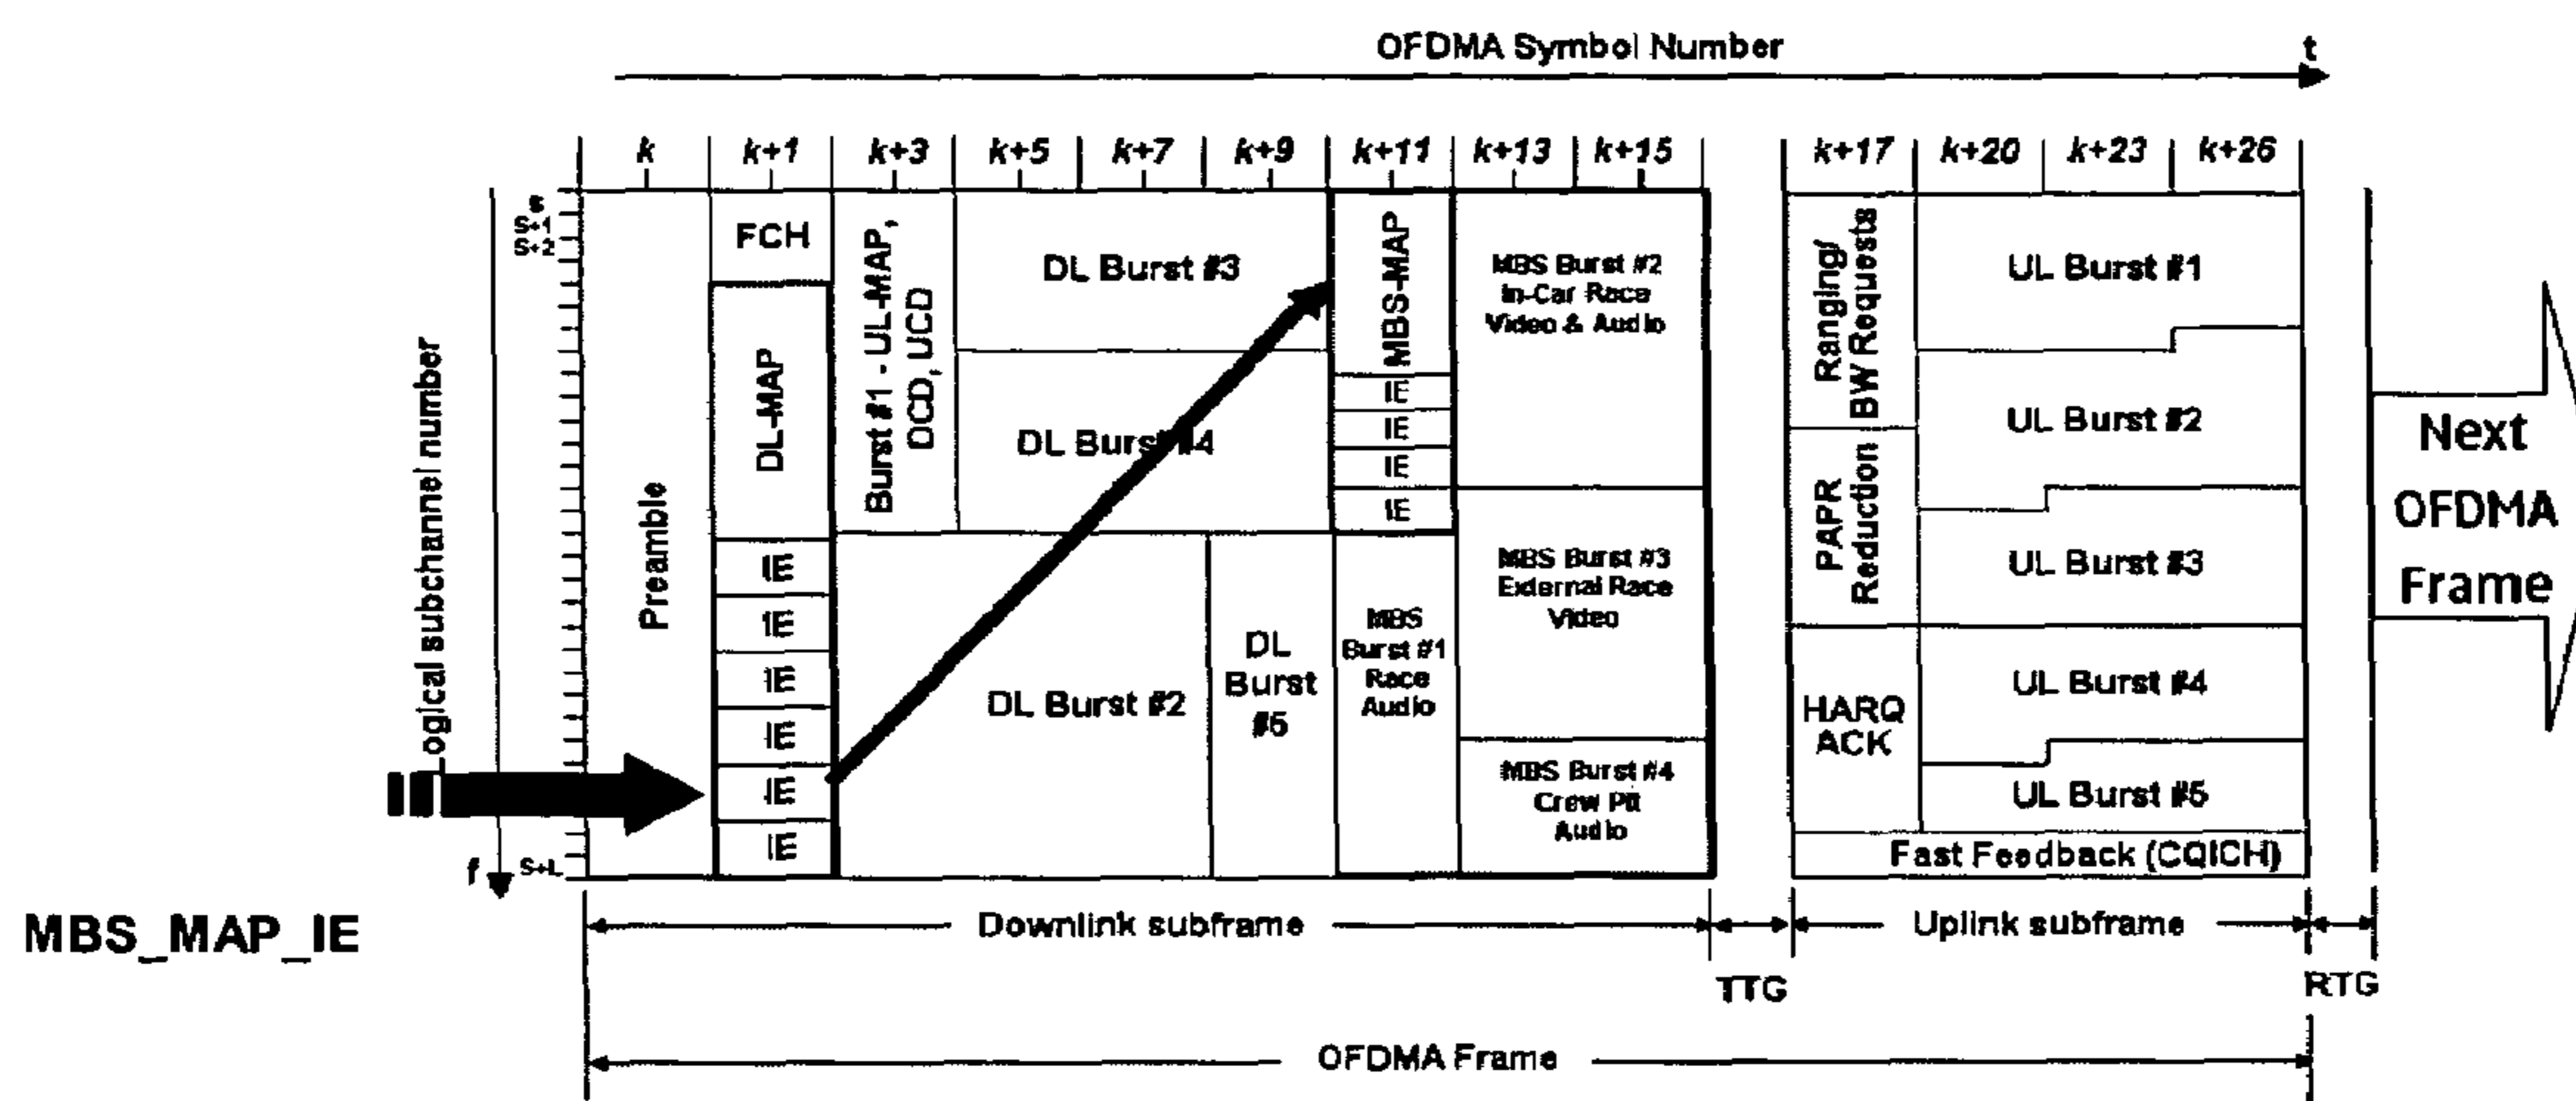 OFDMA Symbol Number
t
k
k+1
k+3
k+5
k+7
k+9
k+11
k+13
k+15
k+17
k+20
k+23
k+26
s
S+1
S+2
S+L
f
Logical subchannel number
Preamble
FCH
DL-MAP
IE
IE
IE
IE
IE
IE
Burst #1 - UL-MAP,
DCD, UCD
DL Burst #3
DL Burst #4
DL Burst #2
DL
Burst
#5
MBS-MAP
IE
IE
IE
IE
MBS
Burst #1
Race
Audio
MBS Burst #2
In-Car Race
Video & Audio
MBS Burst #3
External Race
Video
MBS Burst #4
Crew Pit
Audio
Ranging/
BW Requests
PAPR
Reduction
HARQ
ACK
UL Burst #1
UL Burst #2
UL Burst #3
UL Burst #4
UL Burst #5
Fast Feedback (CQICH)
Next
OFDMA
Frame
MBS_MAP_IE
Downlink subframe
Uplink subframe
TTG
RTG
OFDMA Frame